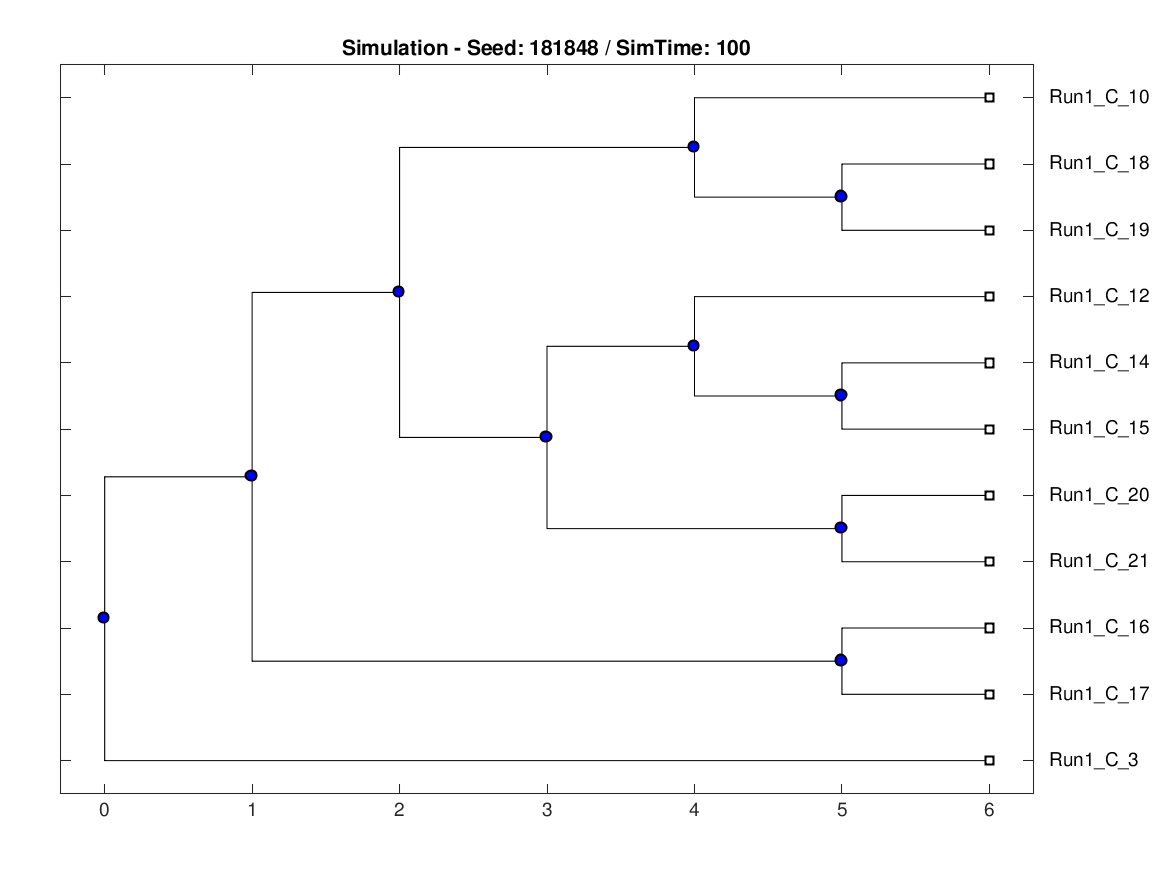 Simulation - Seed: 181848 / SimTime: 100
Run1_C_10
Run1_C_18
Run1_C_19
Run1_C_12
Run1_C_14
Run1_C_15
Run1_C_20
Run1_C_21
Run1_C_16
Run1_C_17
Run1_C_3
0 1 2 3 4 5 6